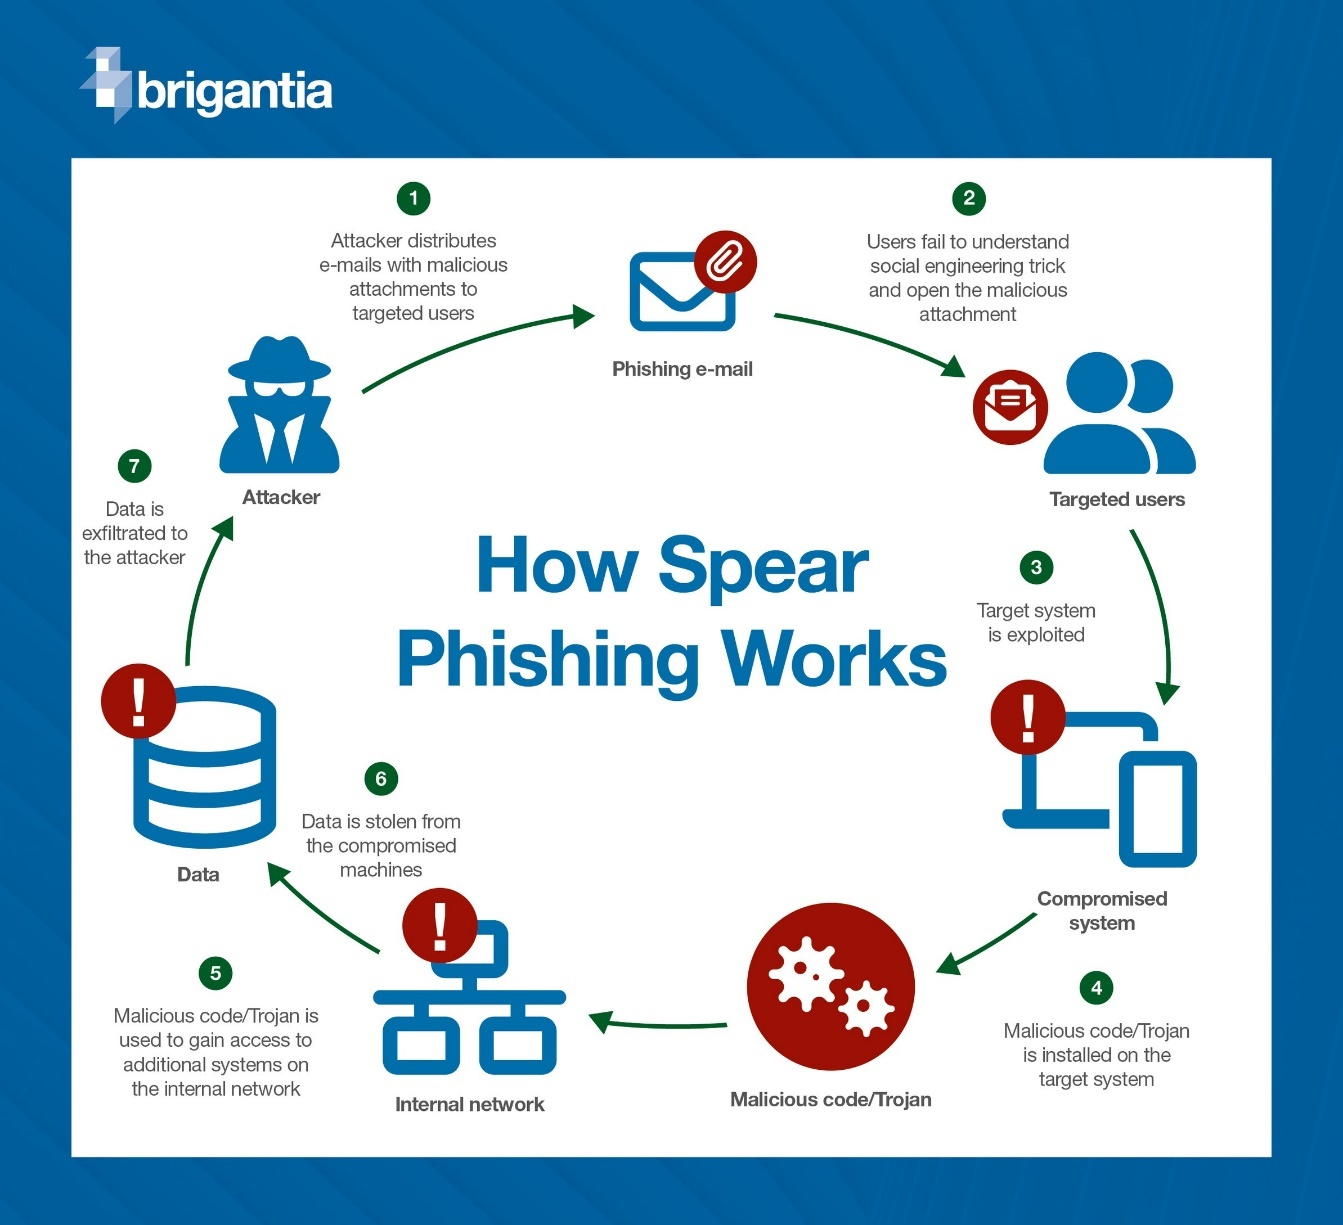 brigantia
1
Attacker distributes
e-mails with malicious
attachments to
targeted users
Phishing e-mail
2
Users fail to understand
social engineering trick
and open the malicious
attachment
Targeted users
3
Target system
is exploited
Compromised
system
4
Malicious code/Trojan
is installed on the
target system
Malicious code/Trojan
5
Malicious code/Trojan is
used to gain access to
additional systems on
the internal network
Internal network
6
Data is stolen from
the compromised
machines
Data
7
Data is
exfiltrated to
the attacker
Attacker
How Spear
Phishing Works